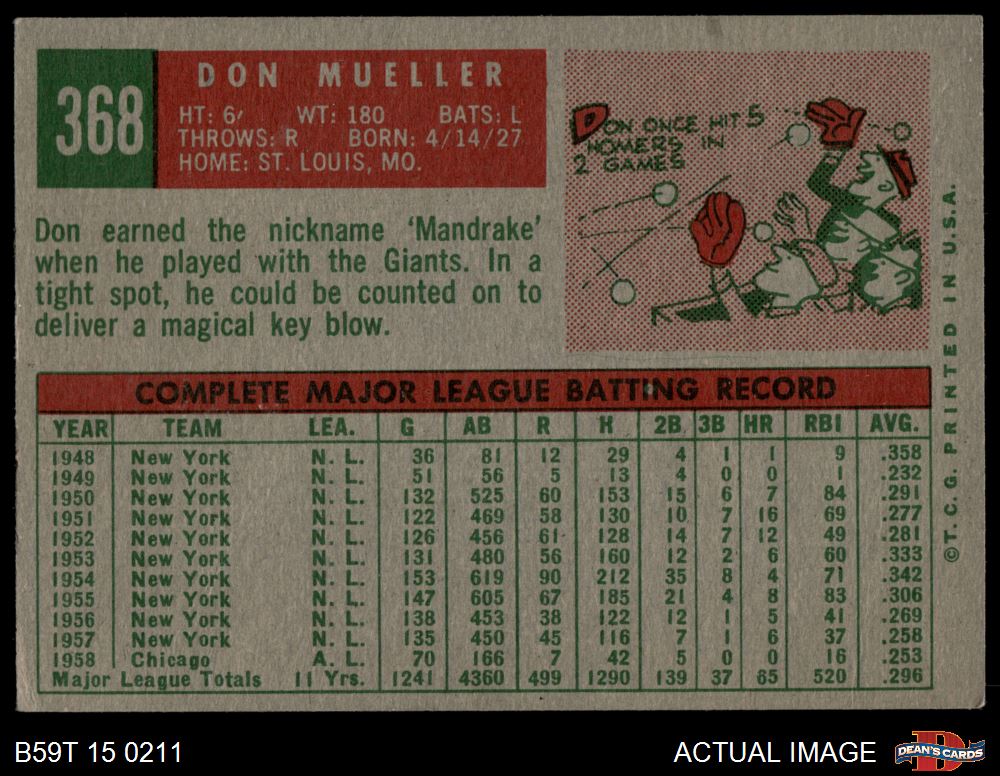 368
DON MUELLER
HT: 6' WT: 180 BATS: L
THROWS: R BORN: 4/14/27
HOME: ST. LOUIS, MO.
DON ONCE HIT 5
HOMERS IN
2 GAMES
Don earned the nickname 'Mandrake'
when he played with the Giants. In a
tight spot, he could be counted on to
deliver a magical key blow.
©T.C.G. PRINTED IN U.S.A.
COMPLETE MAJOR LEAGUE BATTING RECORD
YEAR TEAM LEA. G AB R H 2B 3B HR RBI AVG.
1948 New York N. L. 36 81 12 29 4 1 1 9 .358
1949 New York N. L. 51 56 5 13 4 0 0 1 .232
1950 New York N. L. 132 525 60 153 15 6 7 84 .291
1951 New York N. L. 122 469 58 130 10 7 16 69 .277
1952 New York N. L. 126 456 61 128 14 7 12 49 .281
1953 New York N. L. 131 480 56 160 12 2 6 60 .333
1954 New York N. L. 153 619 90 212 35 8 4 71 .342
1955 New York N. L. 147 605 67 185 21 4 8 83 .306
1956 New York N. L. 138 453 38 122 12 1 5 41 .269
1957 New York N. L. 135 450 45 116 7 1 6 37 .258
1958 Chicago A. L. 70 166 7 42 5 0 0 16 .253
Major League Totals 11 Yrs. 1241 4360 499 1290 139 37 65 520 .296
B59T 15 0211
ACTUAL IMAGE
DEAN'S CARDS